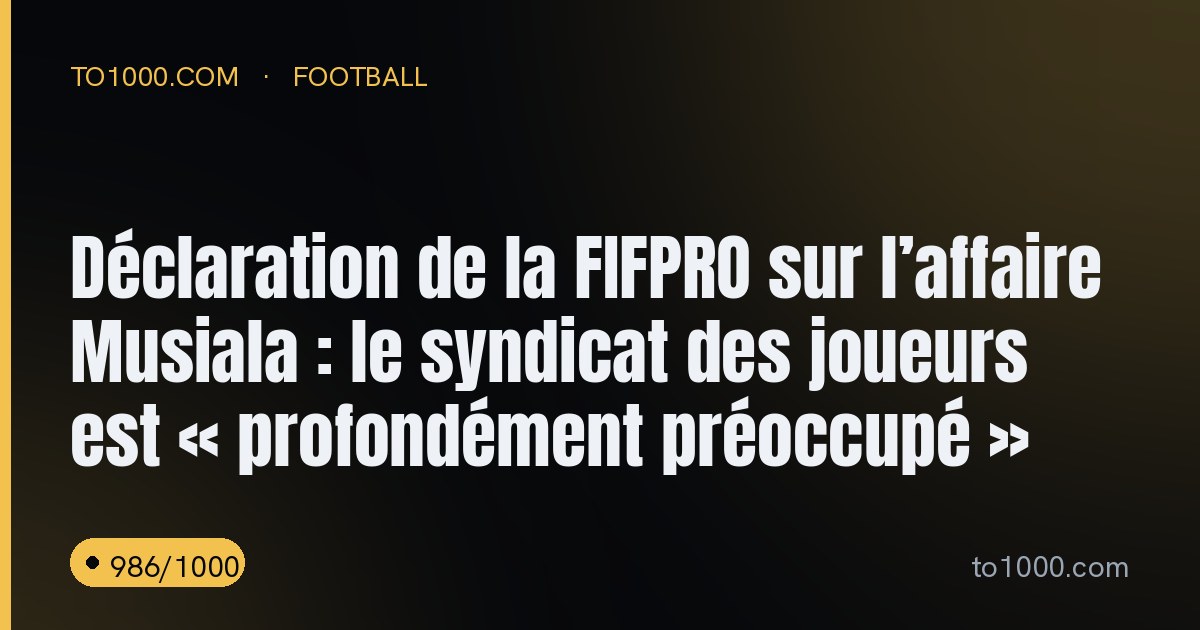 TO1000.COM · FOOTBALL
Déclaration de la FIFPRO sur l’affaire
Musiala : le syndicat des joueurs
est « profondément préoccupé »
986/1000
to1000.com